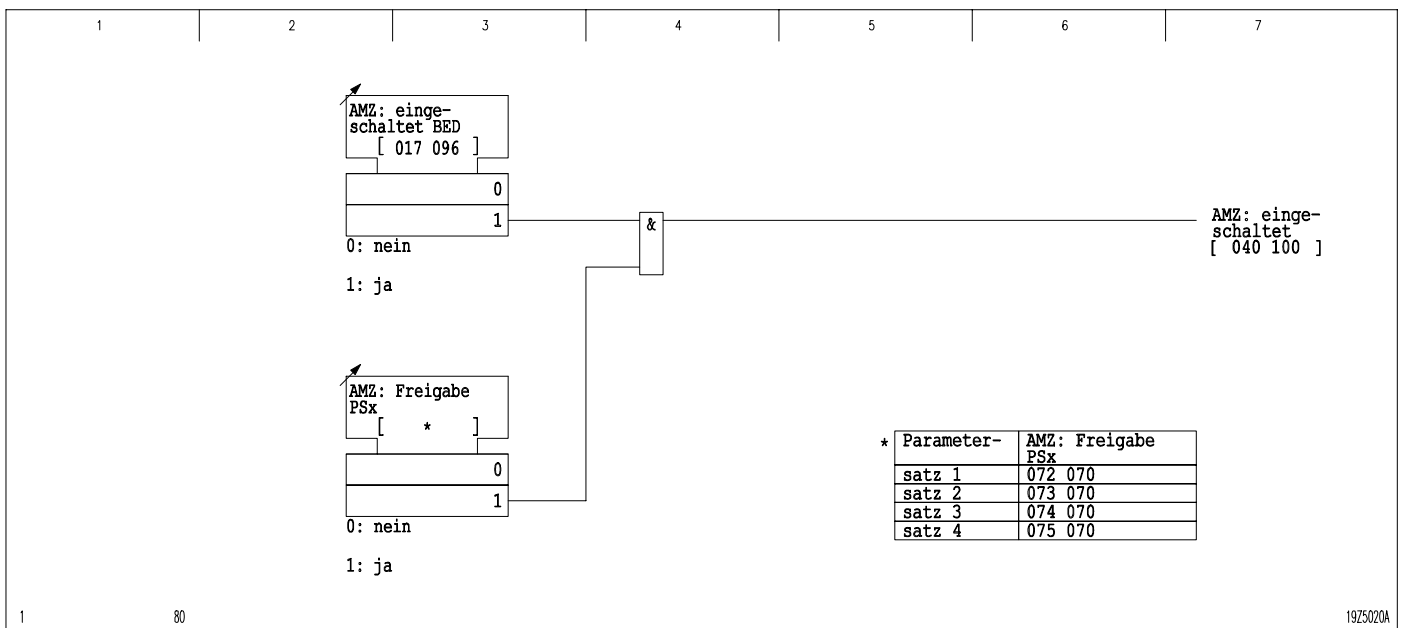 1 2 3 4 5 6 7
AMZ: einge-
schaltet BED
[ 017 096 ]
0
1
0: nein
1: ja
&
AMZ: einge-
schaltet
[ 040 100 ]
AMZ: Freigabe
PSx
[ * ]
0
1
0: nein
1: ja
* Parameter- AMZ: Freigabe
PSx
satz 1 072 070
satz 2 073 070
satz 3 074 070
satz 4 075 070
1 80 19Z5020A